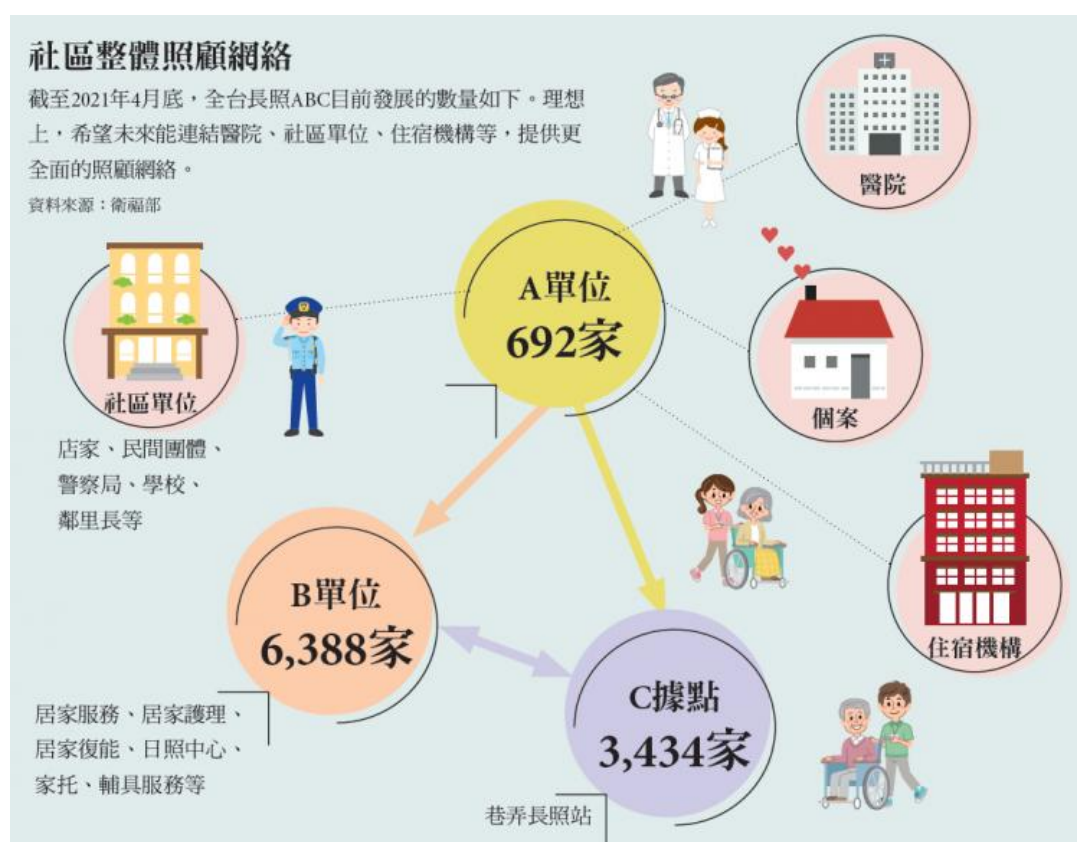 社區整體照顧網絡
截至2021年4月底，全台長照ABC目前發展的數量如下。理想
上，希望未來能連結醫院、社區單位、住宿機構等，提供更
全面的照顧網絡。
資料來源：衛福部
醫院
A單位
692家
社區單位
店家、民間團體、
警察局、學校、
鄰里長等
個案
住宿機構
B單位
6,388家
居家服務、居家護理、
居家復能、日照中心、
家托、輔具服務等
C據點
3,434家
巷弄長照站